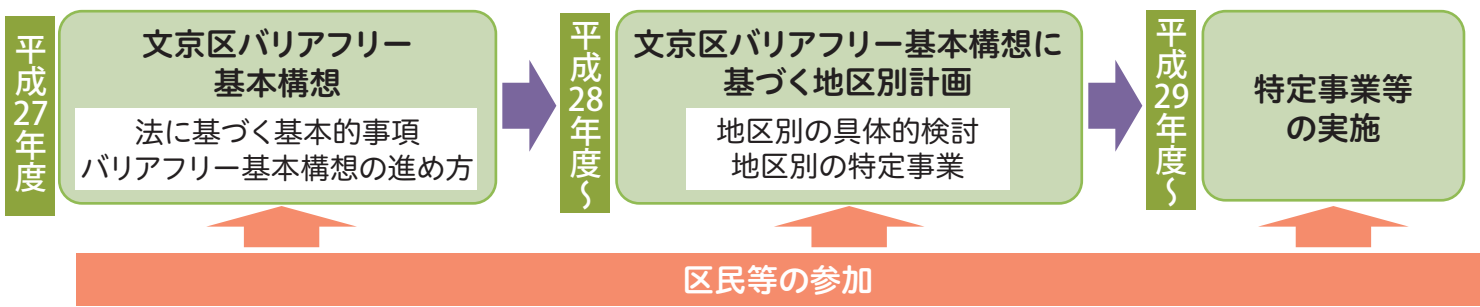 平成27年度
文京区バリアフリー
基本構想
法に基づく基本的事項
バリアフリー基本構想の進め方
平成28年度～
文京区バリアフリー基本構想に
基づく地区別計画
地区別の具体的検討
地区別の特定事業
平成29年度～
特定事業等
の実施
区民等の参加